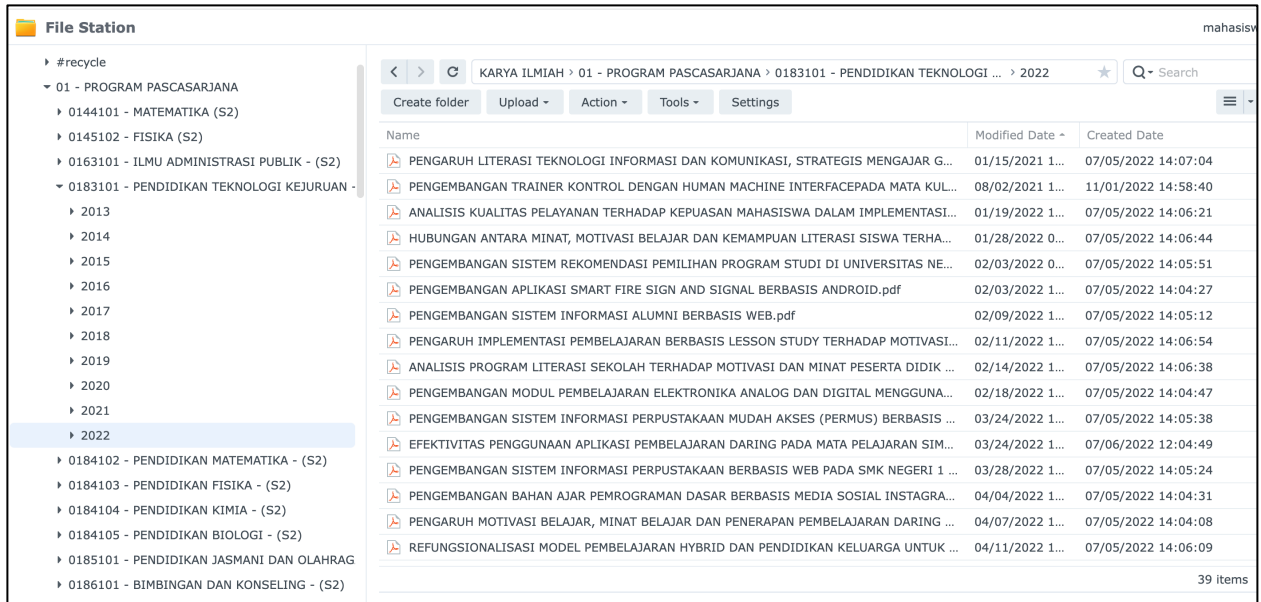 File Station
mahasisw
#recycle
01 - PROGRAM PASCASARJANA
0144101 - MATEMATIKA (S2)
0145102 - FISIKA (S2)
0163101 - ILMU ADMINISTRASI PUBLIK - (S2)
0183101 - PENDIDIKAN TEKNOLOGI KEJURUAN -
2013
2014
2015
2016
2017
2018
2019
2020
2021
2022
0184102 - PENDIDIKAN MATEMATIKA - (S2)
0184103 - PENDIDIKAN FISIKA - (S2)
0184104 - PENDIDIKAN KIMIA - (S2)
0184105 - PENDIDIKAN BIOLOGI - (S2)
0185101 - PENDIDIKAN JASMANI DAN OLAHRAG
0186101 - BIMBINGAN DAN KONSELING - (S2)
KARYA ILMIAH > 01 - PROGRAM PASCASARJANA > 0183101 - PENDIDIKAN TEKNOLOGI ... > 2022 Search
Create folder Upload Action Tools Settings
Name Modified Date Created Date
PENGARUH LITERASI TEKNOLOGI INFORMASI DAN KOMUNIKASI, STRATEGIS MENGAJAR G... 01/15/2021 1... 07/05/2022 14:07:04
PENGEMBANGAN TRAINER KONTROL DENGAN HUMAN MACHINE INTERFACEPADA MATA KUL... 08/02/2021 1... 11/01/2022 14:58:40
ANALISIS KUALITAS PELAYANAN TERHADAP KEPUASAN MAHASISWA DALAM IMPLEMENTASI... 01/19/2022 1... 07/05/2022 14:06:21
HUBUNGAN ANTARA MINAT, MOTIVASI BELAJAR DAN KEMAMPUAN LITERASI SISWA TERHA... 01/28/2022 0... 07/05/2022 14:06:44
PENGEMBANGAN SISTEM REKOMENDASI PEMILIHAN PROGRAM STUDI DI UNIVERSITAS NE... 02/03/2022 0... 07/05/2022 14:05:51
PENGEMBANGAN APLIKASI SMART FIRE SIGN AND SIGNAL BERBASIS ANDROID.pdf 02/03/2022 1... 07/05/2022 14:04:27
PENGEMBANGAN SISTEM INFORMASI ALUMNI BERBASIS WEB.pdf 02/09/2022 1... 07/05/2022 14:05:12
PENGARUH IMPLEMENTASI PEMBELAJARAN BERBASIS LESSON STUDY TERHADAP MOTIVASI... 02/11/2022 1... 07/05/2022 14:06:54
ANALISIS PROGRAM LITERASI SEKOLAH TERHADAP MOTIVASI DAN MINAT PESERTA DIDIK ... 02/14/2022 1... 07/05/2022 14:06:38
PENGEMBANGAN MODUL PEMBELAJARAN ELEKTRONIKA ANALOG DAN DIGITAL MENGGUNA... 02/18/2022 1... 07/05/2022 14:04:47
PENGEMBANGAN SISTEM INFORMASI PERPUSTAKAAN MUDAH AKSES (PERMUS) BERBASIS ... 03/24/2022 1... 07/05/2022 14:05:38
EFEKTIVITAS PENGGUNAAN APLIKASI PEMBELAJARAN DARING PADA MATA PELAJARAN SIM... 03/24/2022 1... 07/06/2022 12:04:49
PENGEMBANGAN SISTEM INFORMASI PERPUSTAKAAN BERBASIS WEB PADA SMK NEGERI 1 ... 03/28/2022 1... 07/05/2022 14:05:24
PENGEMBANGAN BAHAN AJAR PEMROGRAMAN DASAR BERBASIS MEDIA SOSIAL INSTAGRA... 04/04/2022 1... 07/05/2022 14:04:31
PENGARUH MOTIVASI BELAJAR, MINAT BELAJAR DAN PENERAPAN PEMBELAJARAN DARING ... 04/07/2022 1... 07/05/2022 14:04:08
REFUNGSIONALISASI MODEL PEMBELAJARAN HYBRID DAN PENDIDIKAN KELUARGA UNTUK ... 04/11/2022 1... 07/05/2022 14:06:09
39 items